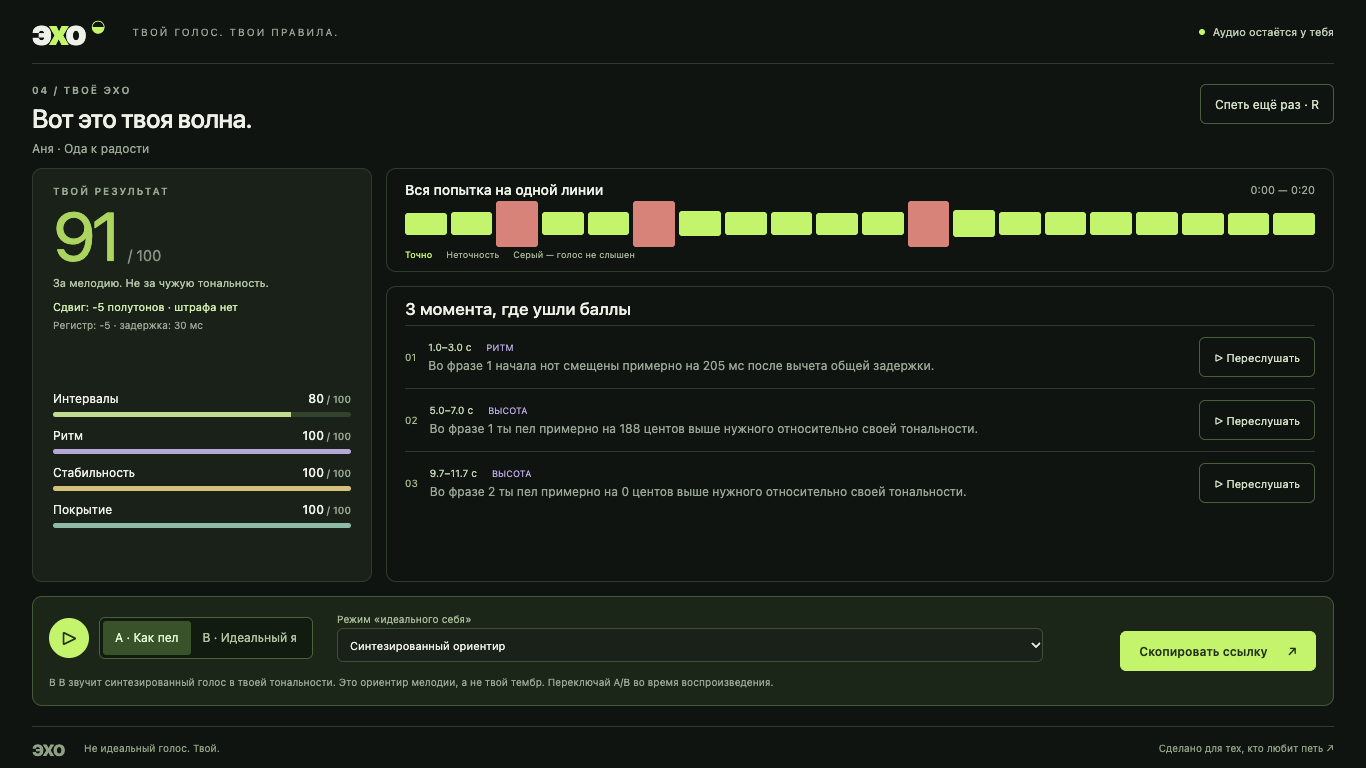 эхо
ТВОЙ ГОЛОС. ТВОИ ПРАВИЛА.
Аудио остаётся у тебя
04 / ТВОЁ ЭХО
Вот это твоя волна.
Аня · Ода к радости
Спеть ещё раз · R
ТВОЙ РЕЗУЛЬТАТ
91 / 100
За мелодию. Не за чужую тональность.
Сдвиг: -5 полутонов · штрафа нет
Регистр: -5 · задержка: 30 мс
Интервалы 80 / 100
Ритм 100 / 100
Стабильность 100 / 100
Покрытие 100 / 100
Вся попытка на одной линии
0:00 — 0:20
Точно Неточность Серый — голос не слышен
3 момента, где ушли баллы
01
1.0–3.0 с РИТМ
Во фразе 1 начала нот смещены примерно на 205 мс после вычета общей задержки.
Переслушать
02
5.0–7.0 с ВЫСОТА
Во фразе 1 ты пел примерно на 188 центов выше нужного относительно своей тональности.
Переслушать
03
9.7–11.7 с ВЫСОТА
Во фразе 2 ты пел примерно на 0 центов выше нужного относительно своей тональности.
Переслушать
A · Как пел
B · Идеальный я
Режим «идеального себя»
Синтезированный ориентир
Скопировать ссылку ↗
В B звучит синтезированный голос в твоей тональности. Это ориентир мелодии, а не твой тембр. Переключай A/B во время воспроизведения.
эхо
Не идеальный голос. Твой.
Сделано для тех, кто любит петь ↗